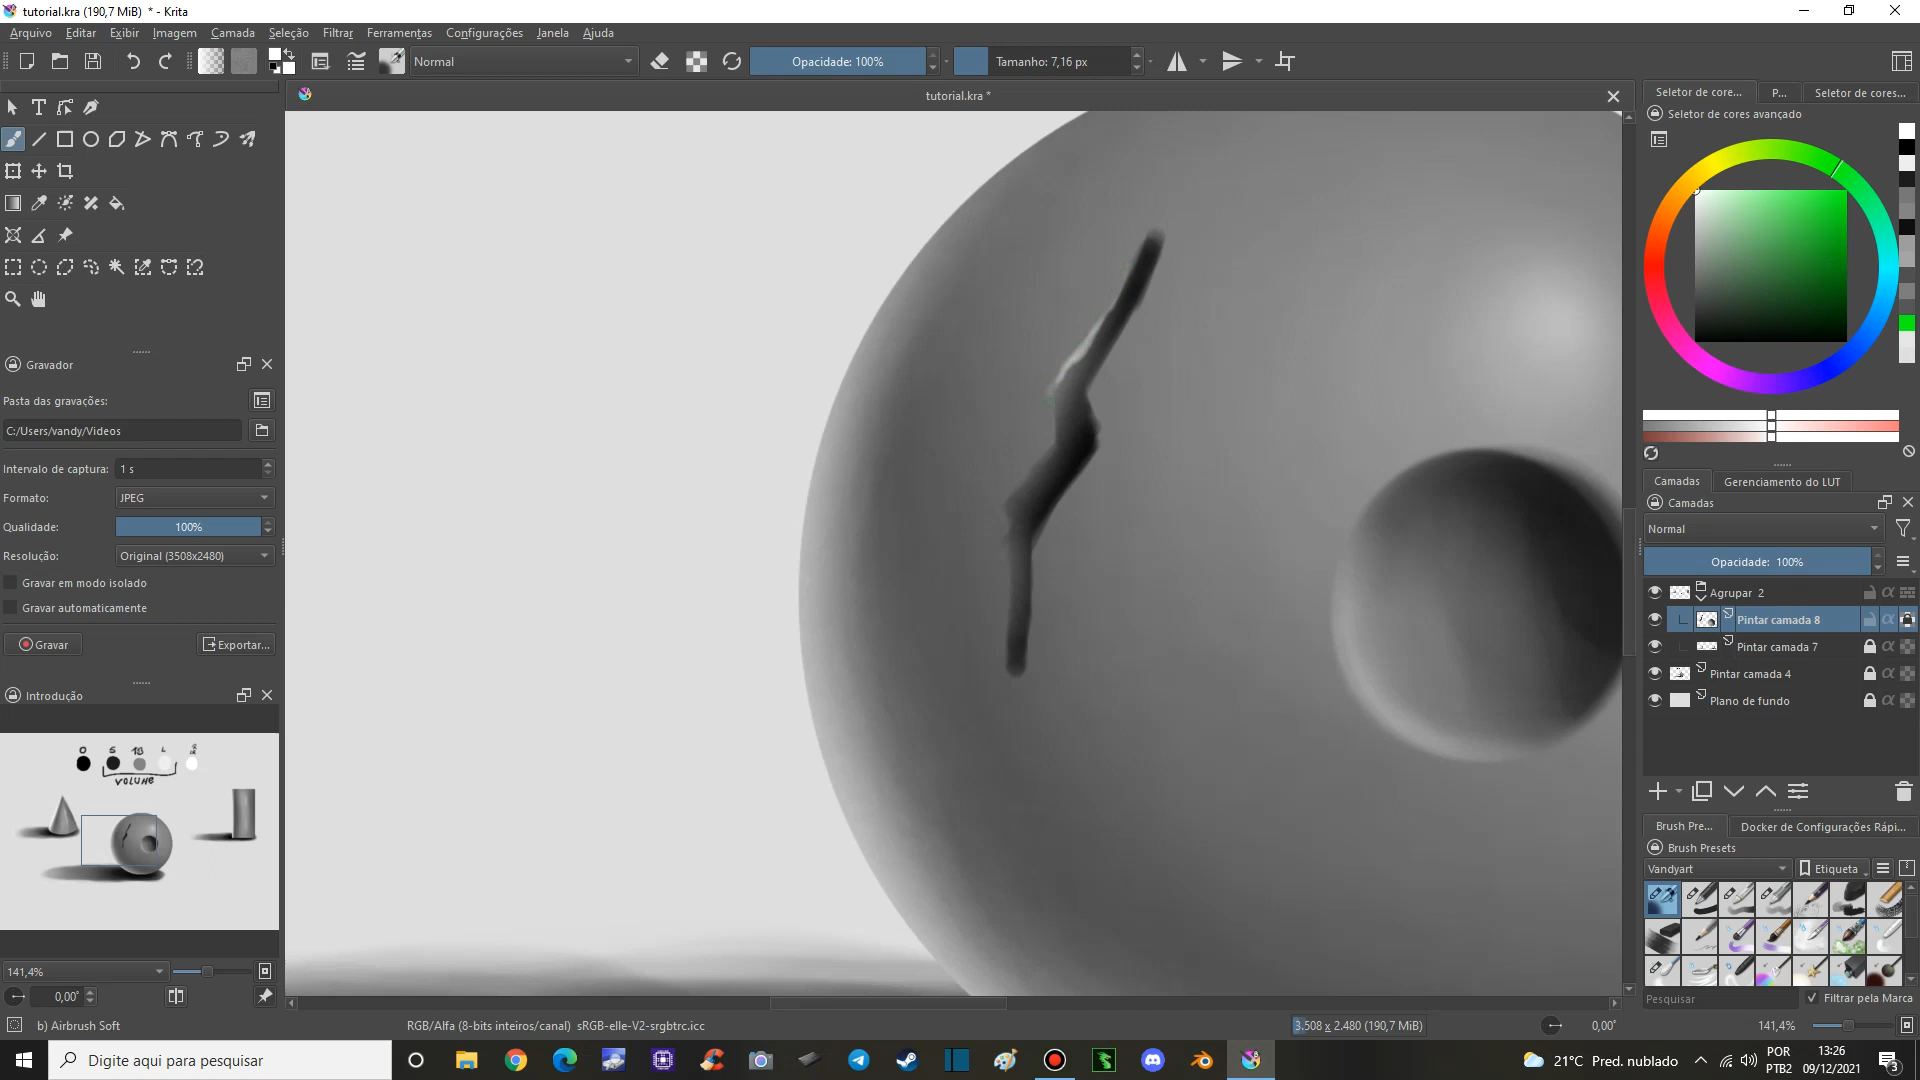 tutorial.kra (190,7 MiB)  * - Krita
Arquivo Editar Exibir Imagem Camada Seleção Filtrar Ferramentas Configurações Janela Ajuda
Normal Opacidade: 100% Tamanho: 7,16 px
tutorial.kra *
Seletor de core... P... Seletor de cores...
Seletor de cores avançado
Gravador
Pasta das gravações:
C:/Users/vandy/Videos
Intervalo de captura: 1 s
Formato: JPEG
Qualidade: 100%
Resolução: Original (3508x2480)
Gravar em modo isolado
Gravar automaticamente
Gravar Exportar...
Introdução
VOLUME
141,4%
0,00°
Camadas Gerenciamento do LUT
Camadas
Normal
Opacidade: 100%
Agrupar 2
Pintar camada 8
Pintar camada 7
Pintar camada 4
Plano de fundo
Brush Pre... Docker de Configurações Rápi...
Brush Presets
Vandyart Etiqueta
Pesquisar Filtrar pela Marca
b) Airbrush Soft RGB/Alfa (8-bits inteiros/canal) sRGB-elle-V2-srgbtrc.icc 3.508 x 2.480 (190,7 MiB) 0,00° 141,4%
Digite aqui para pesquisar
21°C Pred. nublado
POR
PTB2
13:26
09/12/2021
3